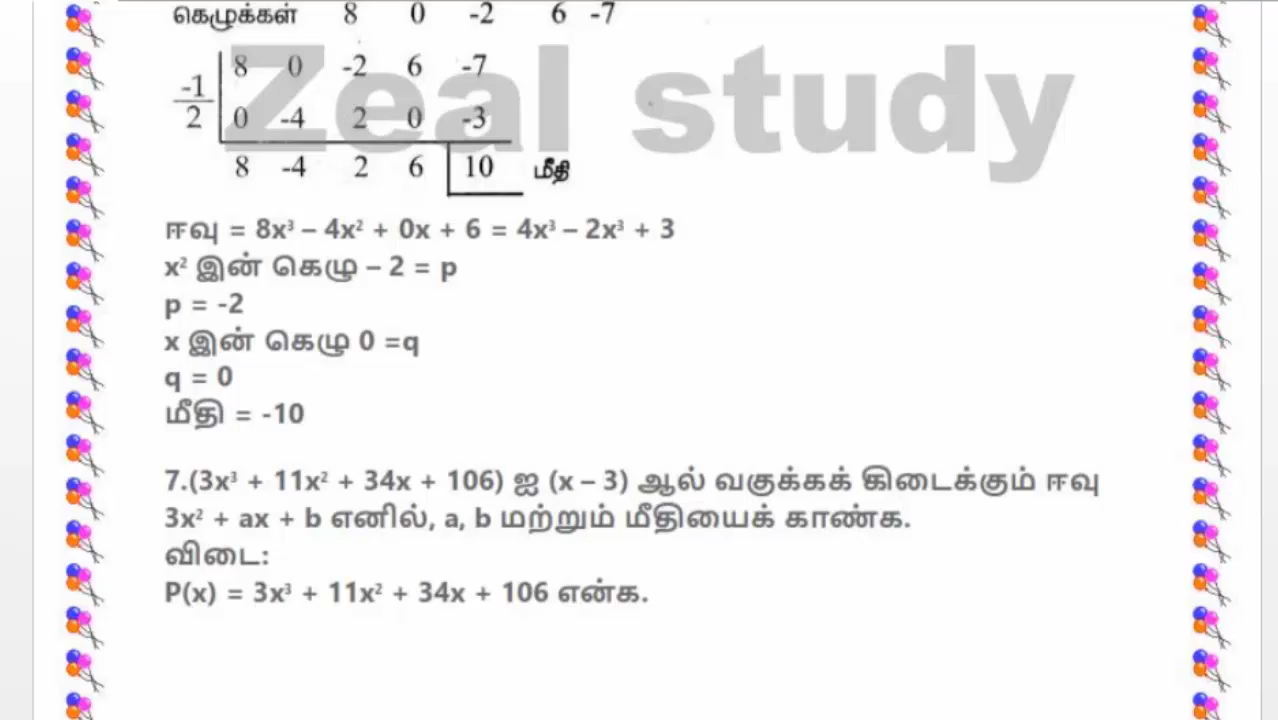 கெழுக்கள் 8 0 -2 6 -7
8 0 -2 6 -7
-1
2
0 -4 2 0 -3
8 -4 2 6 10 மீதி
Zeal study
ஈவு = 8x³ – 4x² + 0x + 6 = 4x³ – 2x³ + 3
x² இன் கெழு – 2 = p
p = -2
x இன் கெழு 0 =q
q = 0
மீதி = -10
7.(3x³ + 11x² + 34x + 106) ஐ (x – 3) ஆல் வகுக்கக் கிடைக்கும் ஈவு
3x² + ax + b எனில், a, b மற்றும் மீதியைக் காண்க.
விடை:
P(x) = 3x³ + 11x² + 34x + 106 என்க.